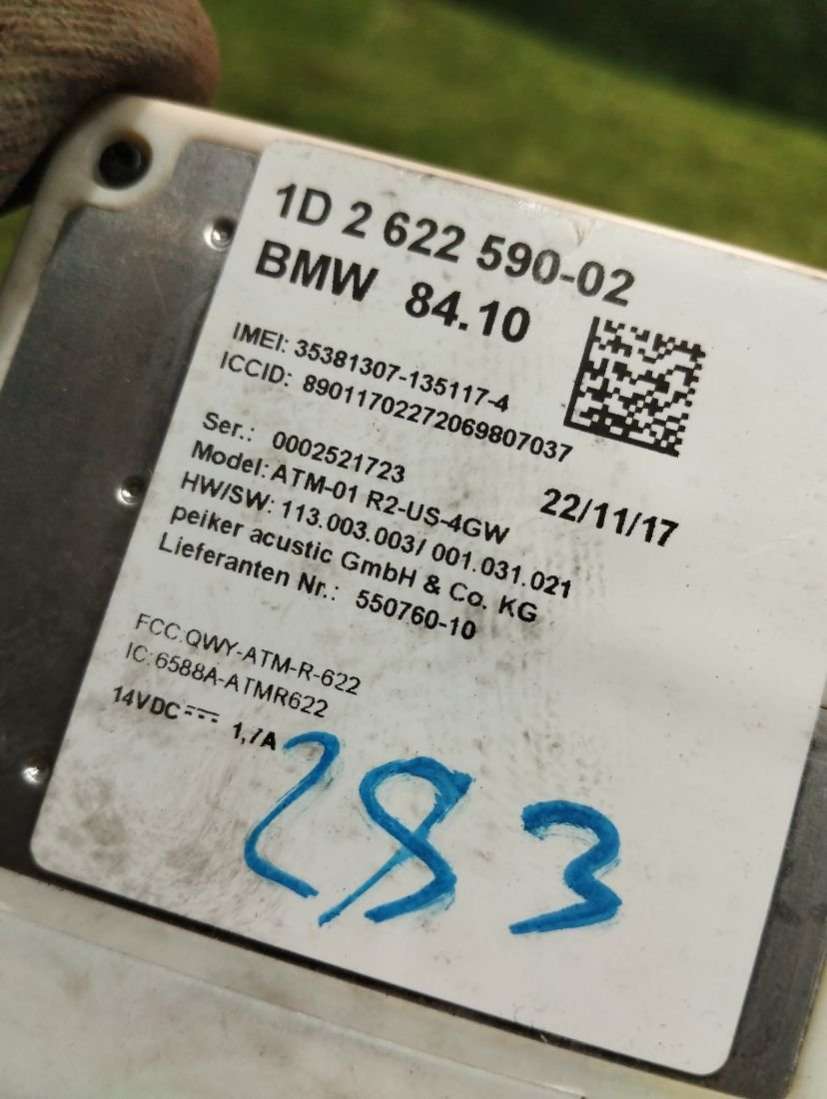 1D 2 622 590-02
BMW 84.10
IMEI: 35381307-135117-4
ICCID: 89011702272069807037
Ser.: 0002521723
22/11/17
Model: ATM-01 R2-US-4GW
HW/SW: 113.003.003/ 001.031.021
peiker acustic GmbH & Co. KG
Lieferanten Nr.: 550760-10
FCC:QWY-ATM-R-622
IC:6588A-ATMR622
14VDC⎓ 1,7A
283